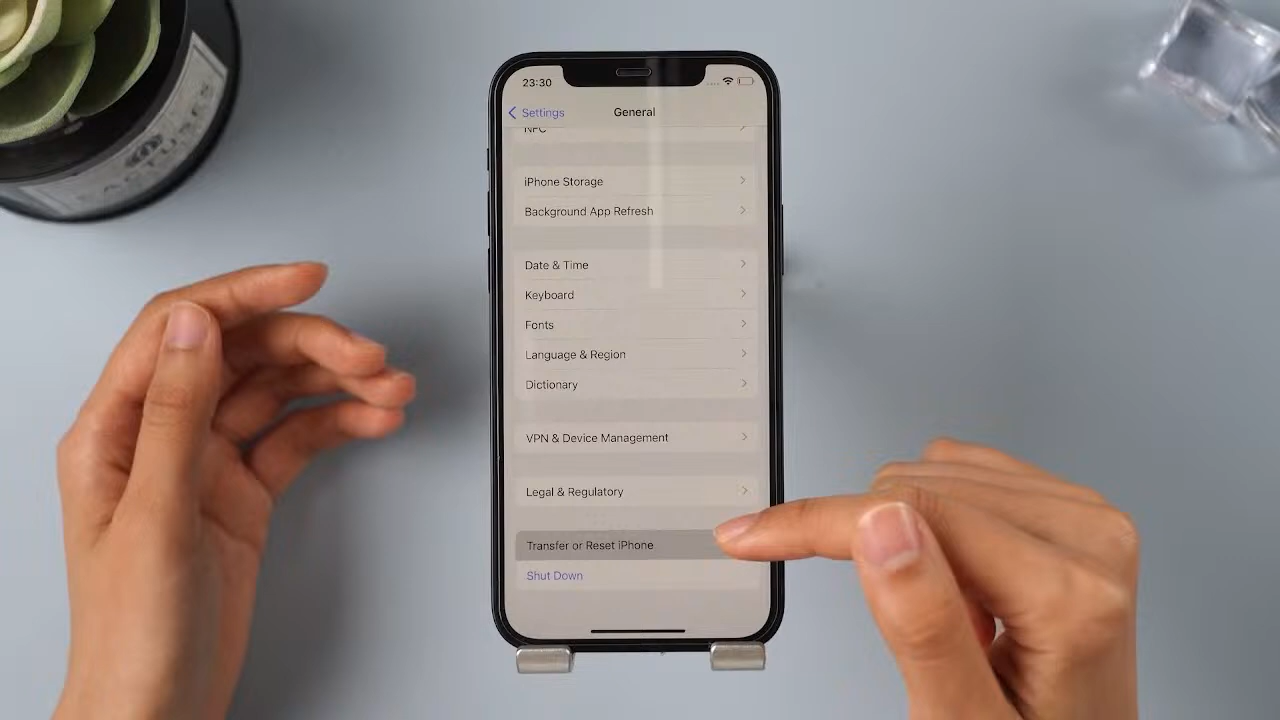 23:30
Settings
General
NFC
iPhone Storage
Background App Refresh
Date & Time
Keyboard
Fonts
Language & Region
Dictionary
VPN & Device Management
Legal & Regulatory
Transfer or Reset iPhone
Shut Down